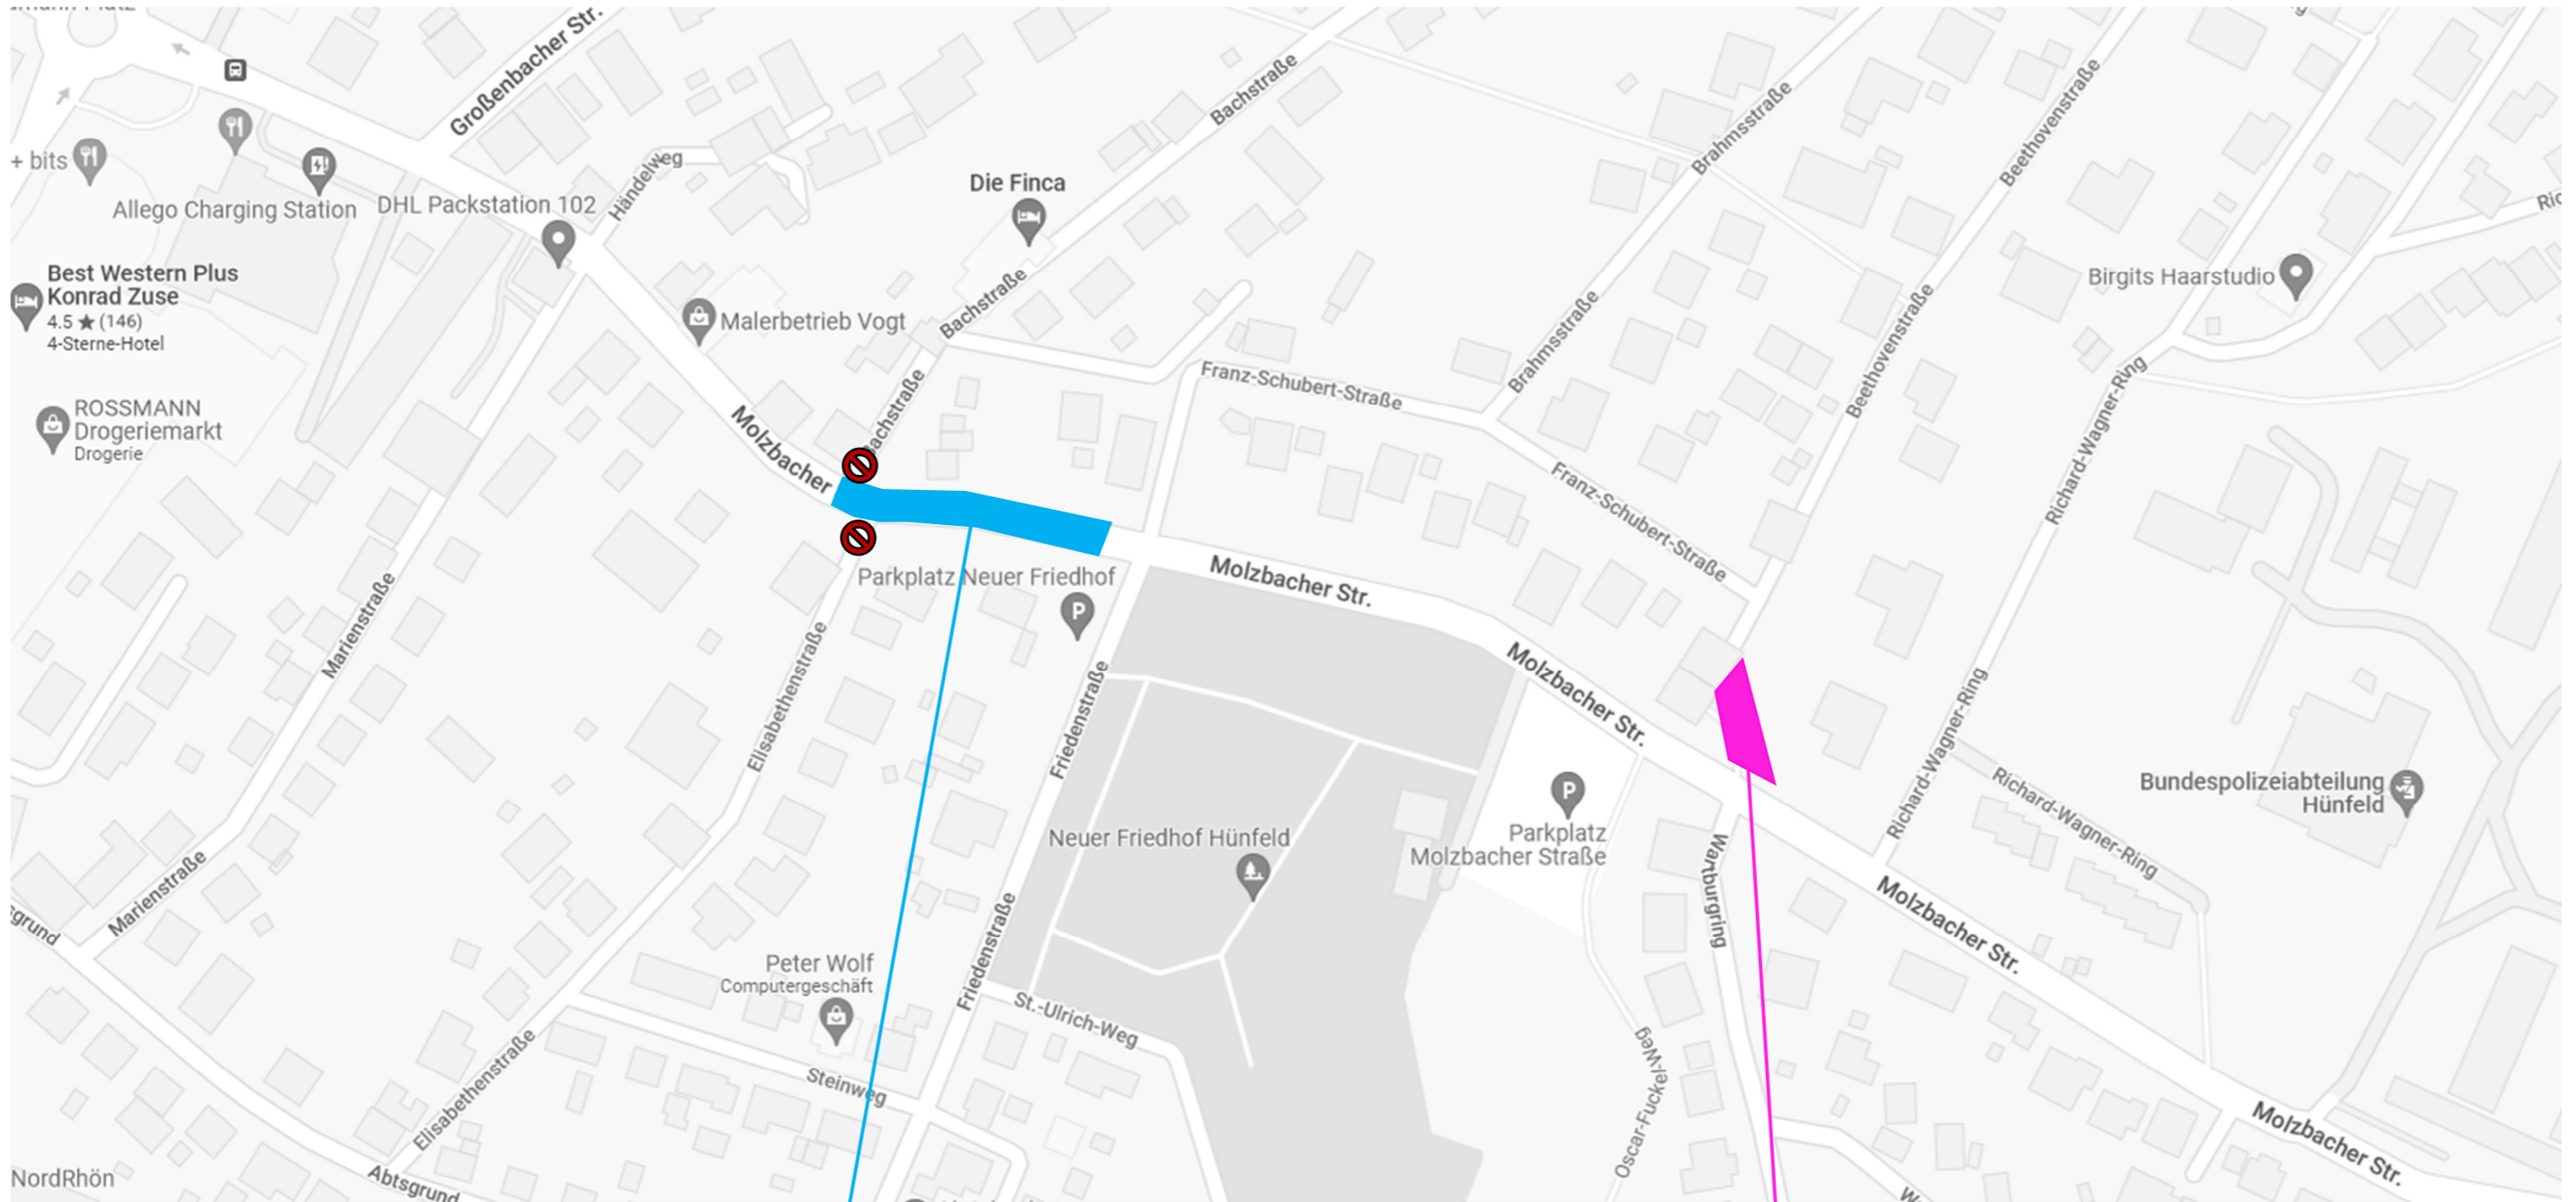 Großenbacher Str.
+ bits
Allego Charging Station
DHL Packstation 102
Händelweg
Bachstraße
Die Finca
Brahmsstraße
Beethovenstraße
Best Western Plus
Konrad Zuse
4.5 ★ (146)
4-Sterne-Hotel
Malerbetrieb Vogt
Bachstraße
Birgits Haarstudio
ROSSMANN
Drogeriemarkt
Drogerie
Molzbacher
Bachstraße
Franz-Schubert-Straße
Brahmsstraße
Beethovenstraße
Richard-Wagner-Ring
Franz-Schubert-Straße
Parkplatz Neuer Friedhof
Molzbacher Str.
Marienstraße
Elisabethenstraße
Friedenstraße
Molzbacher Str.
Richard-Wagner-Ring
Richard-Wagner-Ring
Bundespolizeiabteilung
Hünfeld
Neuer Friedhof Hünfeld
P
P
Parkplatz
Molzbacher Straße
Wartburgring
Marienstraße
Molzbacher Str.
Peter Wolf
Computergeschäft
Friedenstraße
St.-Ulrich-Weg
Oscar-Fuckel-Weg
Steinweg
Elisabethenstraße
Molzbacher Str.
NordRhön
Abtsgrund